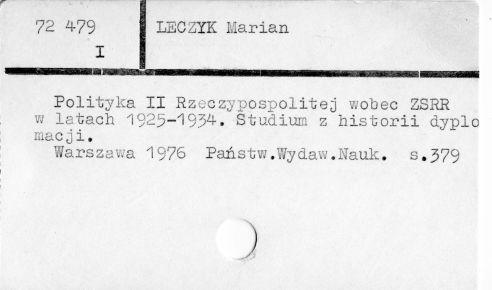 72 479 LECZYK Marian
I
Polityka II Rzeczypospolitej wobec ZSRR
w latach 1925-1934. Studium z historii dyplo
macji.
Warszawa 1976 Państw.Wydaw.Nauk. s.379